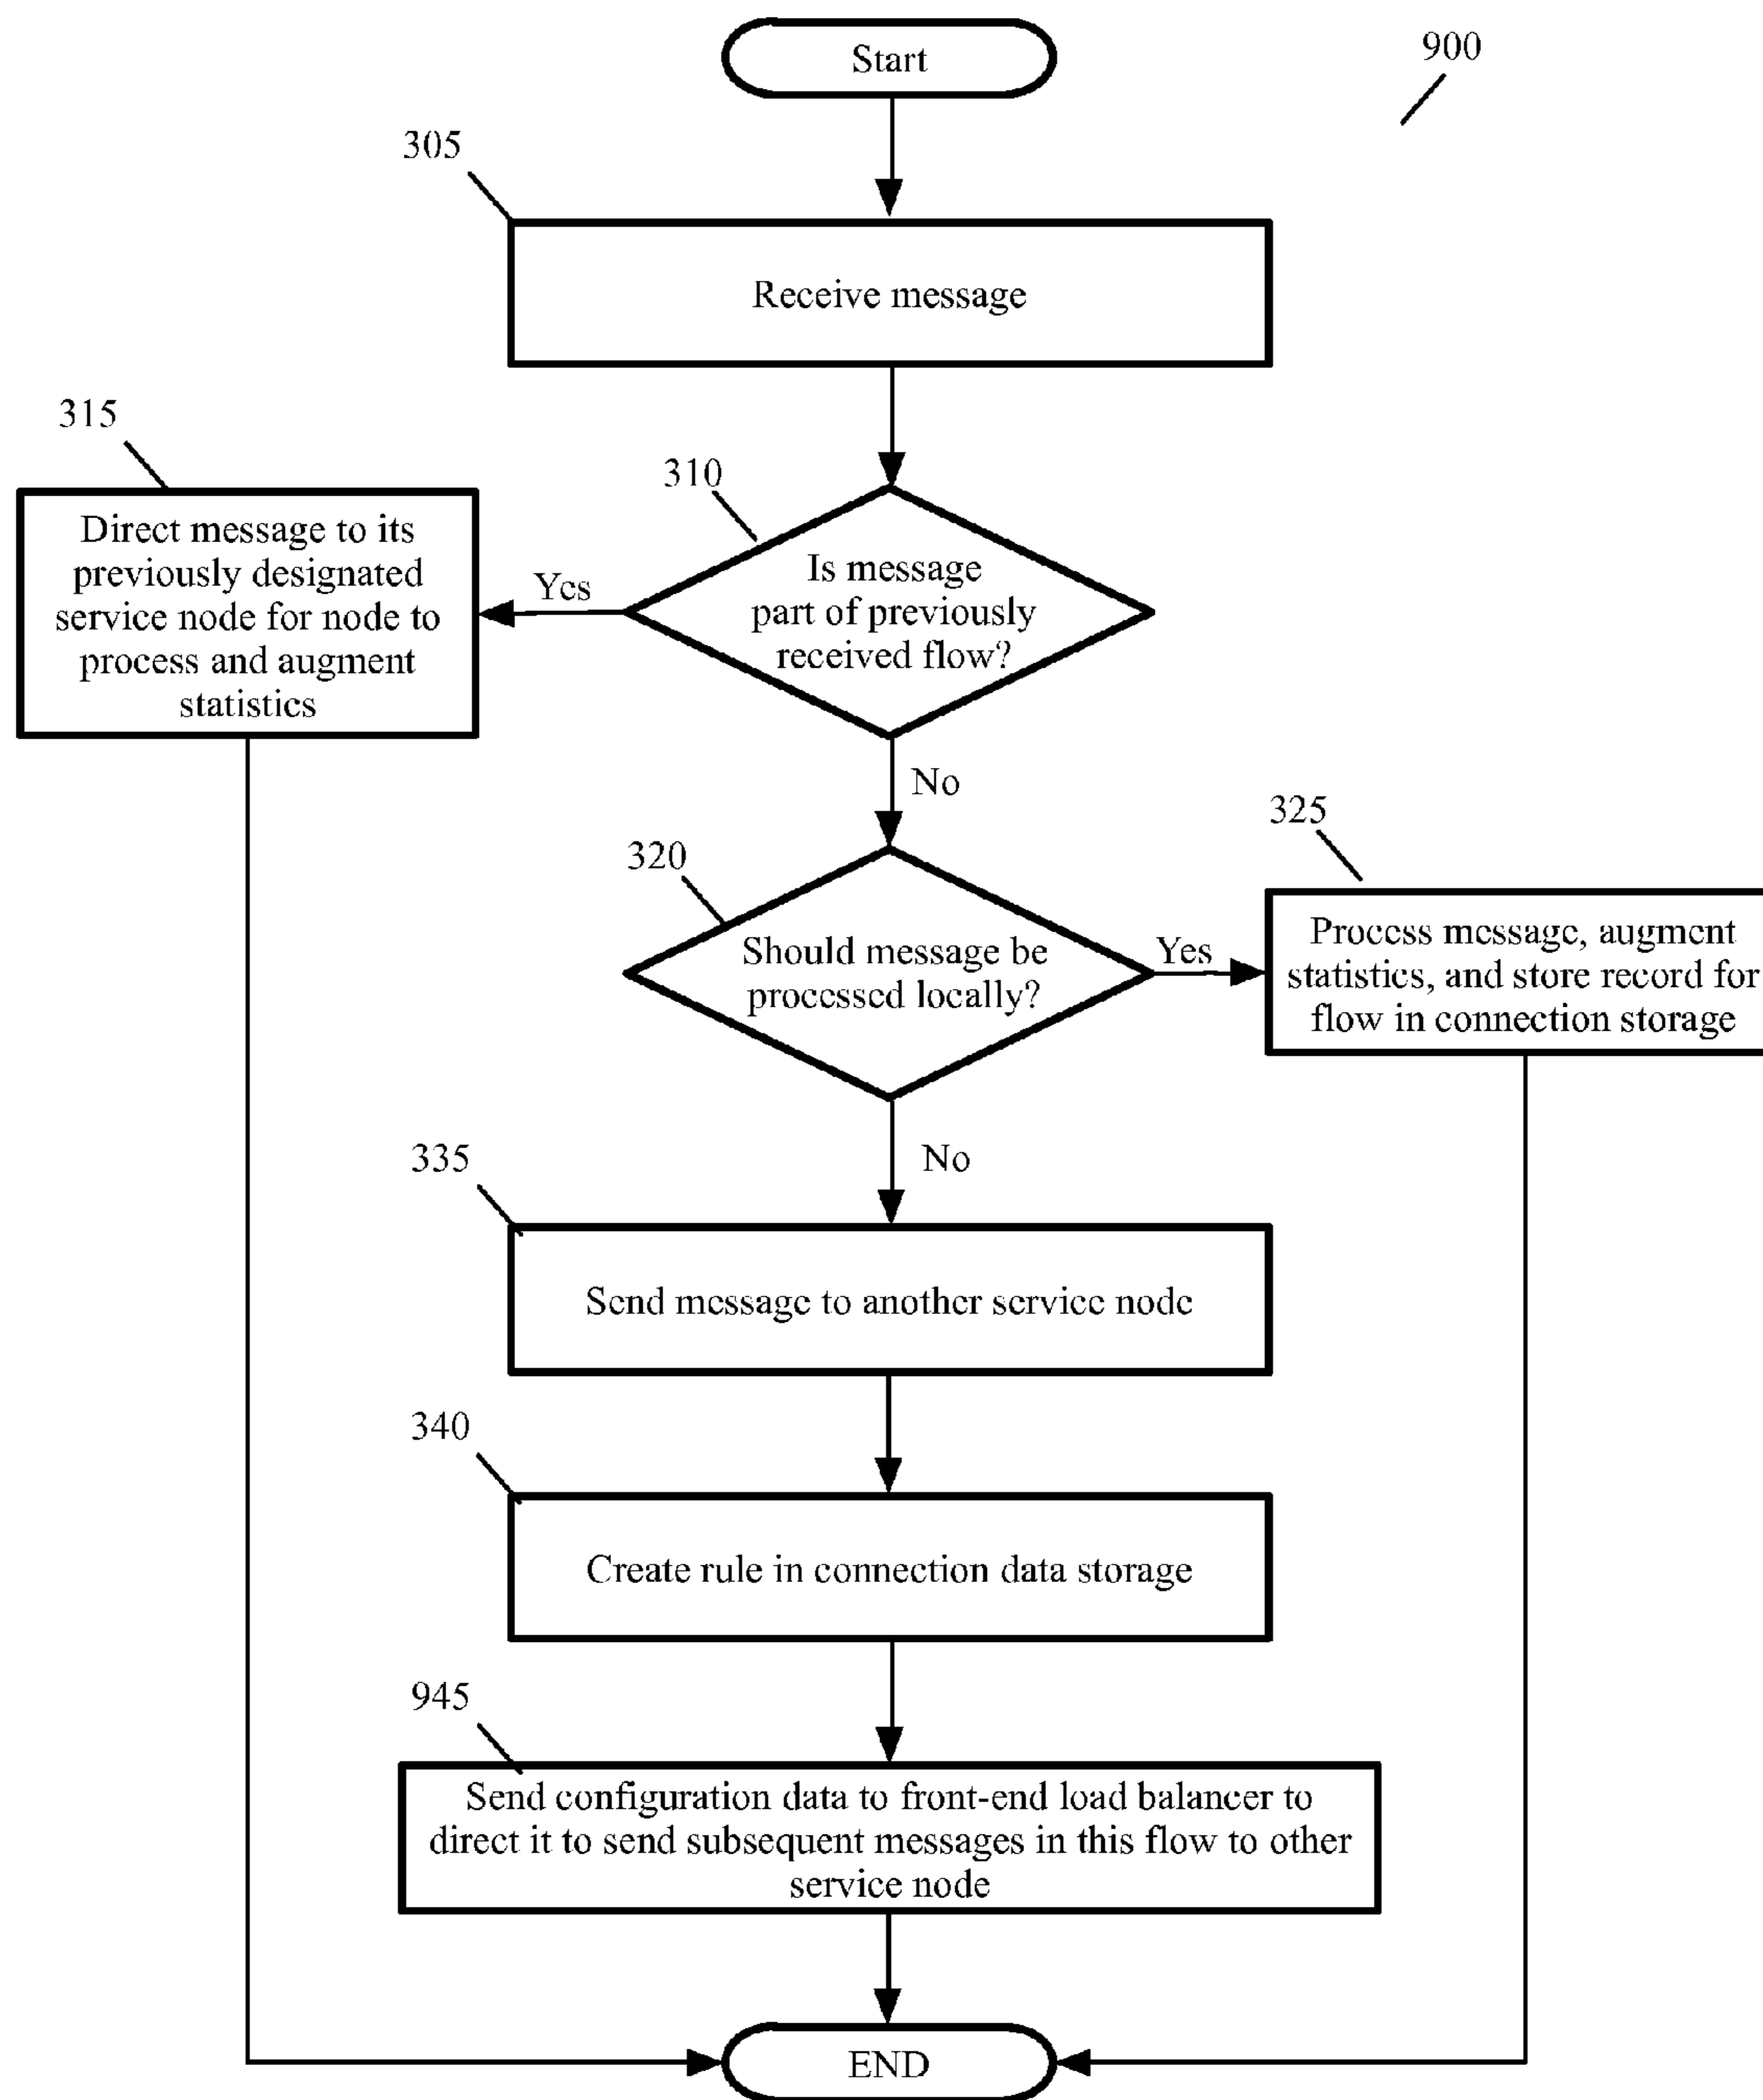 Start
900
305
Receive message
315
310
Direct message to its
previously designated
service node for node to
process and augment
statistics
Yes
Is message
part of previously
received flow?
No
325
320
Should message be
processed locally?
Yes
Process message, augment
statistics, and store record for
flow in connection storage
335
No
Send message to another service node
340
Create rule in connection data storage
945
Send configuration data to front-end load balancer to
direct it to send subsequent messages in this flow to other
service node
END